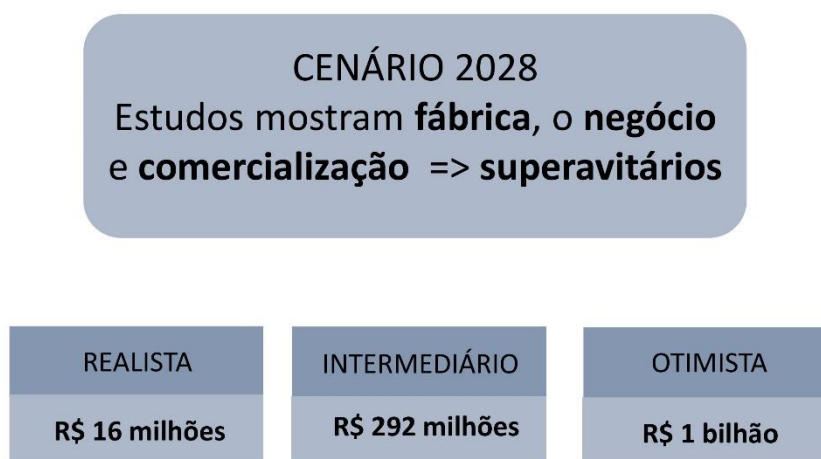 CENÁRIO 2028
Estudos mostram fábrica, o negócio
e comercialização => superavitários
REALISTA
R$ 16 milhões
INTERMEDIÁRIO
R$ 292 milhões
OTIMISTA
R$ 1 bilhão